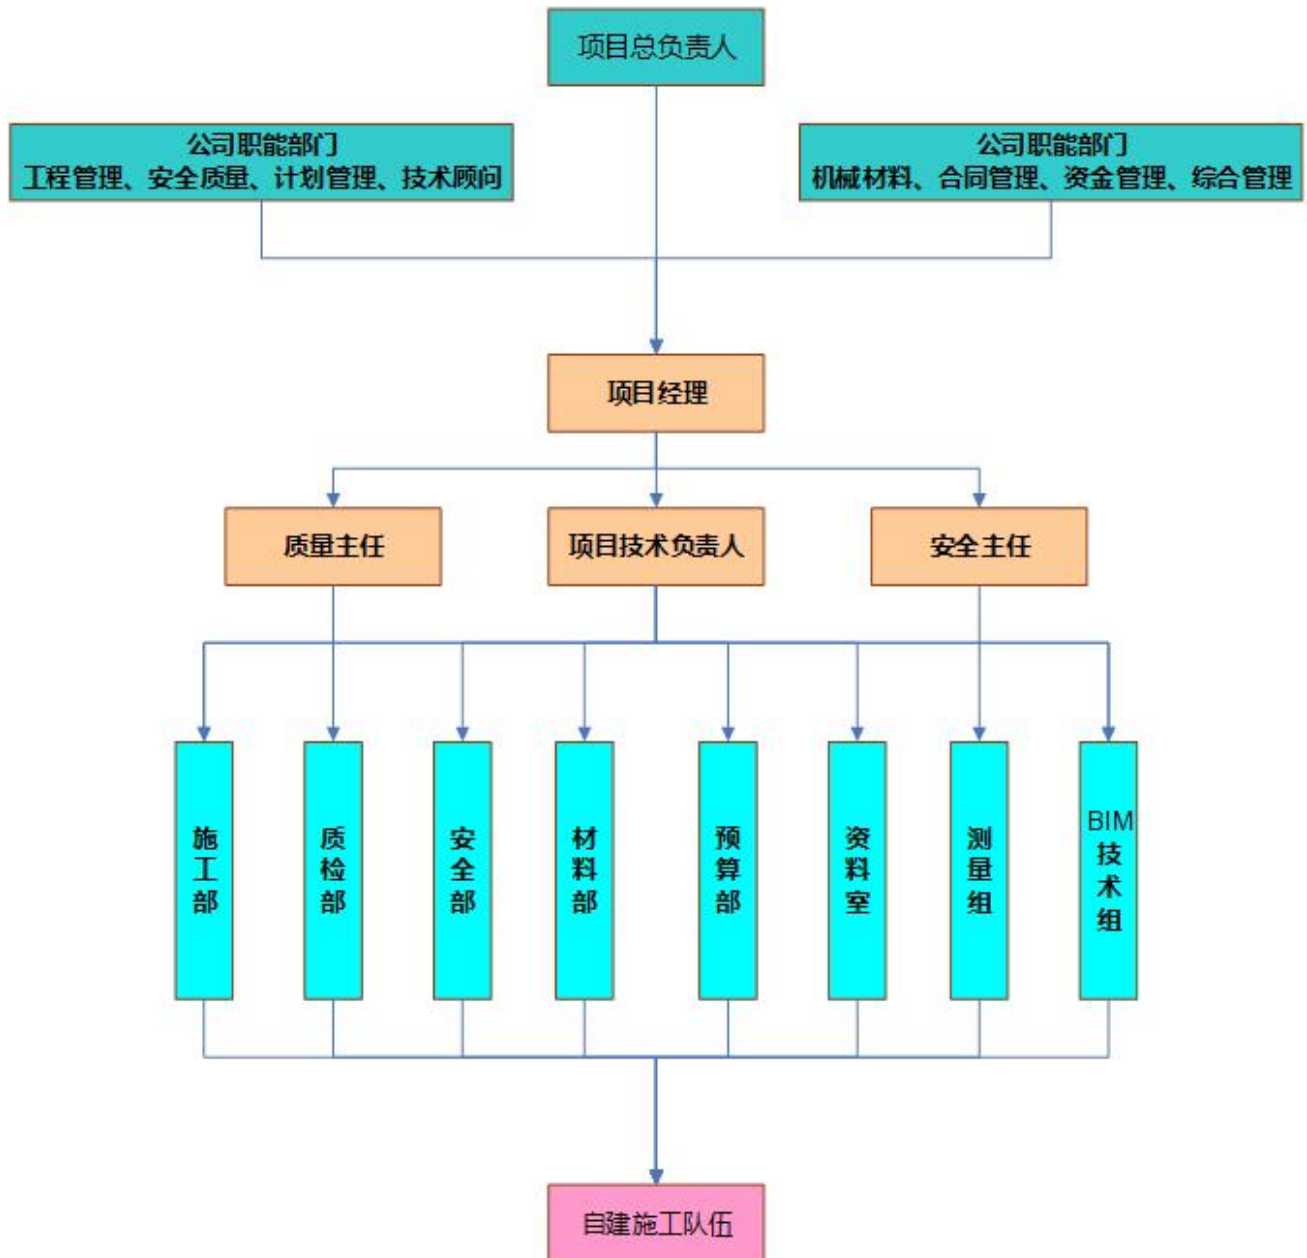 项目总负责人
公司职能部门
工程管理、安全质量、计划管理、技术顾问
公司职能部门
机械材料、合同管理、资金管理、综合管理
项目经理
质量主任
项目技术负责人
安全主任
施工部
质检部
安全部
材料部
预算部
资料室
测量组
BIM技术组
自建施工队伍